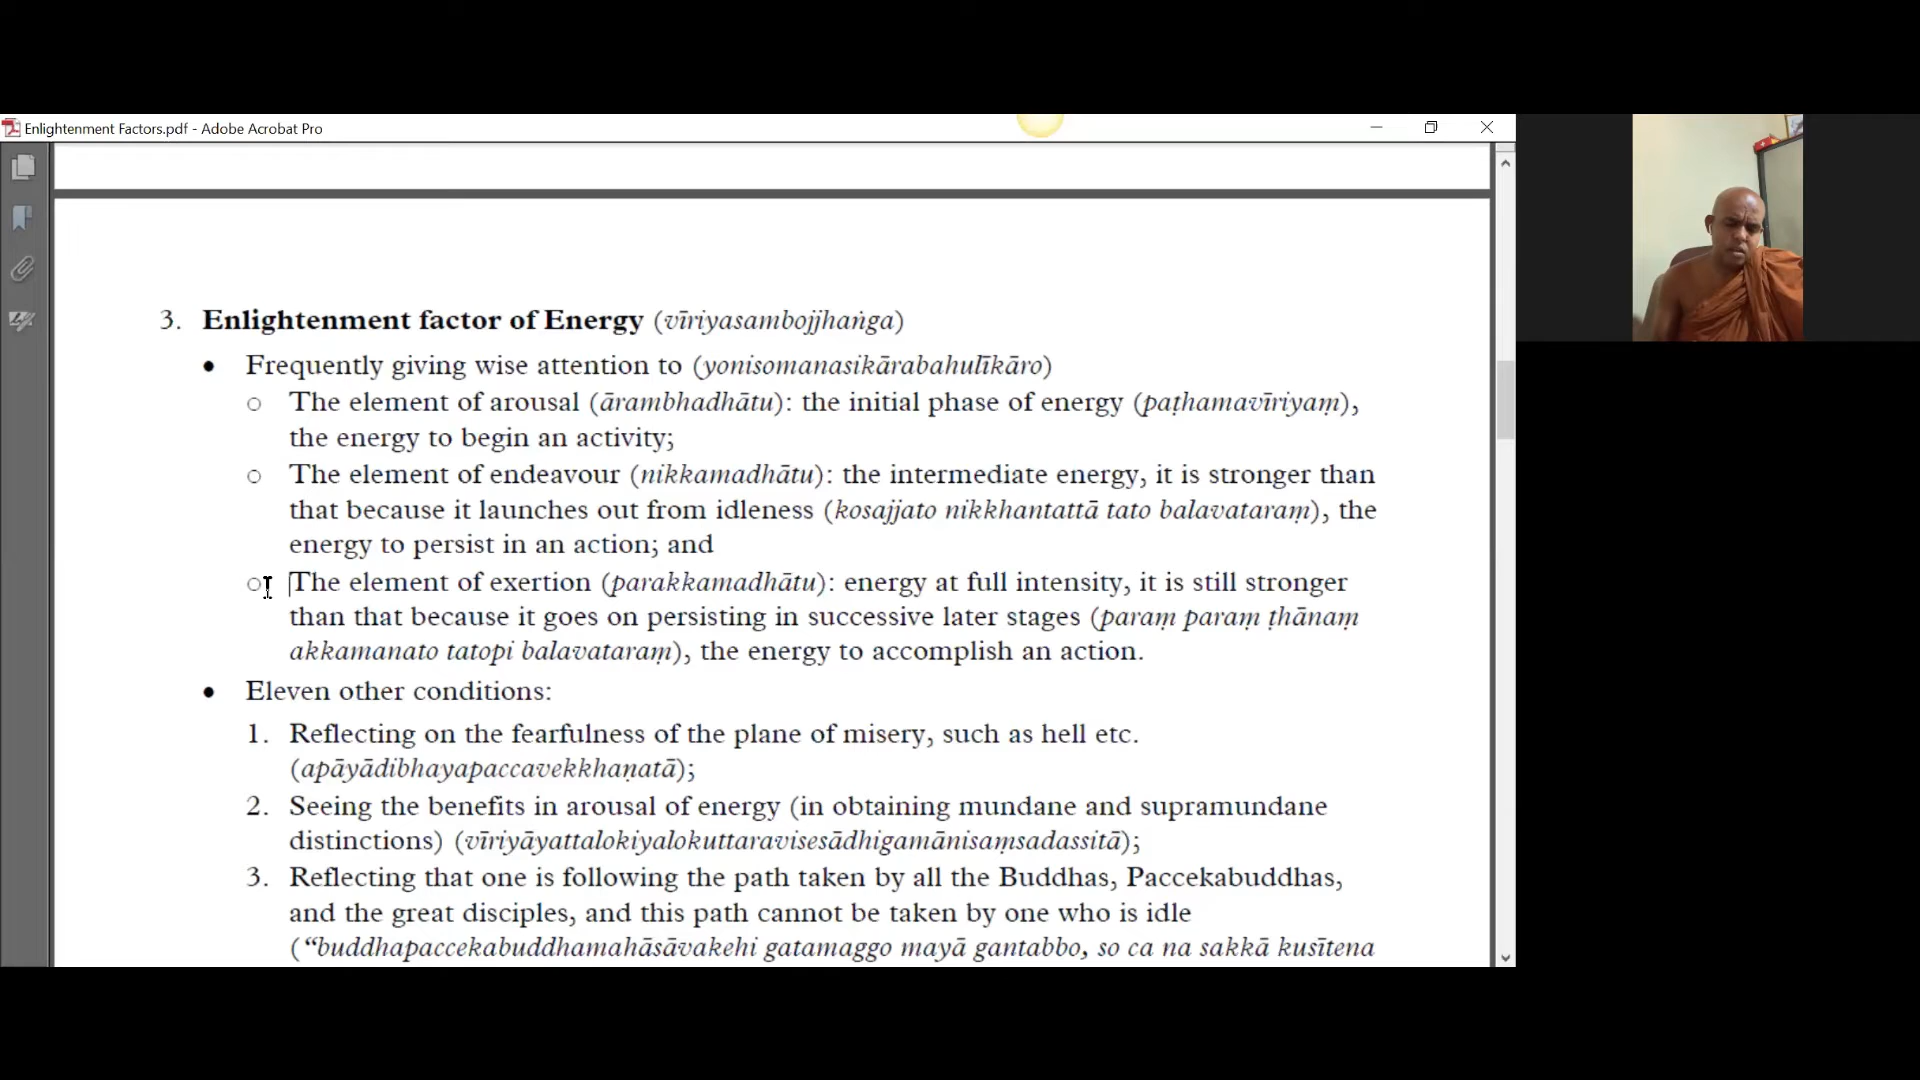 Enlightenment Factors.pdf - Adobe Acrobat Pro
3. Enlightenment factor of Energy (vīriyasambojjhaṅga)
• Frequently giving wise attention to (yonisomanasikārabahulīkāro)
○ The element of arousal (ārambhadhātu): the initial phase of energy (paṭhamavīriyaṃ),
the energy to begin an activity;
○ The element of endeavour (nikkamadhātu): the intermediate energy, it is stronger than
that because it launches out from idleness (kosajjato nikkhantattā tato balavataraṃ), the
energy to persist in an action; and
○ The element of exertion (parakkamadhātu): energy at full intensity, it is still stronger
than that because it goes on persisting in successive later stages (paraṃ paraṃ ṭhānaṃ
akkamanato tatopi balavataraṃ), the energy to accomplish an action.
• Eleven other conditions:
1. Reflecting on the fearfulness of the plane of misery, such as hell etc.
(apāyādibhayapaccavekkhaṇatā);
2. Seeing the benefits in arousal of energy (in obtaining mundane and supramundane
distinctions) (vīriyāyattalokiyalokuttaravisesādhigamānisaṃsadassitā);
3. Reflecting that one is following the path taken by all the Buddhas, Paccekabuddhas,
and the great disciples, and this path cannot be taken by one who is idle
(“buddhapaccekabuddhamahāsāvakehi gatamaggo mayā gantabbo, so ca na sakkā kusītena